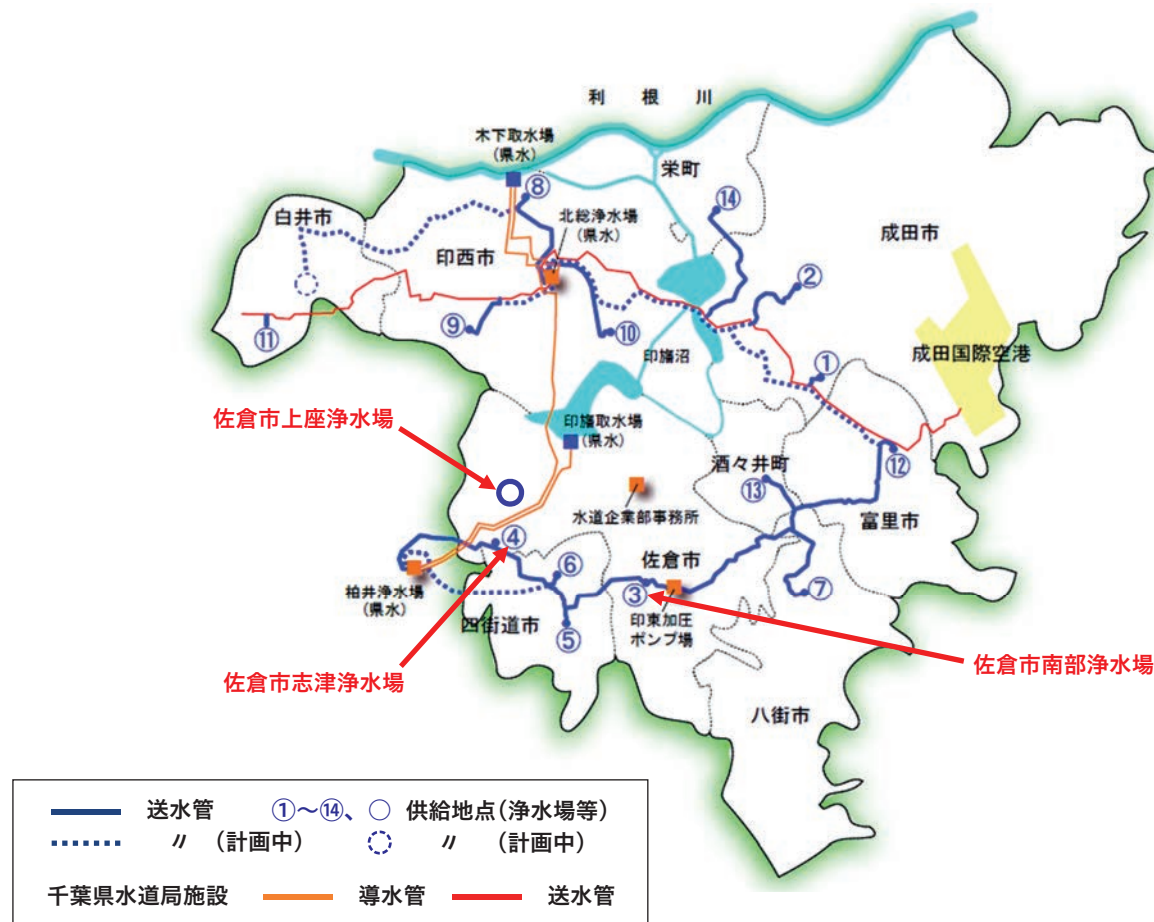 利 根 川
木下取水場
(県水)
栄町
⑧
⑭
白井市
北総浄水場
(県水)
成田市
印西市
②
⑨
⑩
⑪
印旛沼
①
成田国際空港
佐倉市上座浄水場
印旛取水場
(県水)
酒々井町
⑫
⑬
水道企業部事務所
富里市
④
佐倉市
⑥
柏井浄水場
(県水)
③
⑦
四街道市
⑤
印東加圧
ポンプ場
佐倉市志津浄水場
佐倉市南部浄水場
八街市
送水管 ①~⑭、○ 供給地点(浄水場等)
〃 (計画中) 〃 (計画中)
千葉県水道局施設 導水管 送水管